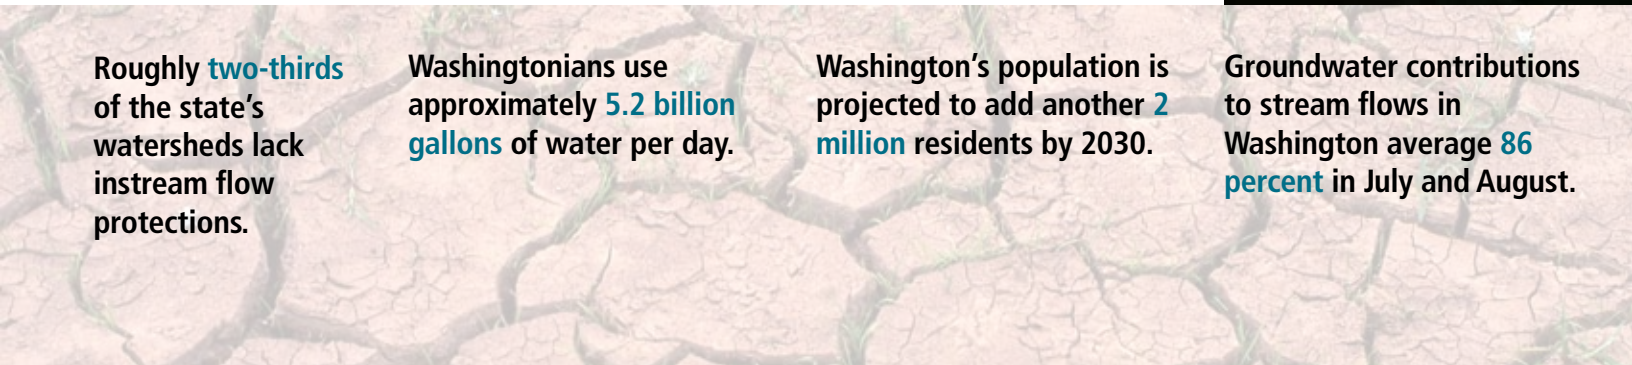 Roughly two-thirds
of the state's
watersheds lack
instream flow
protections.
Washingtonians use
approximately 5.2 billion
gallons of water per day.
Washington's population is
projected to add another 2
million residents by 2030.
Groundwater contributions
to stream flows in
Washington average 86
percent in July and August.